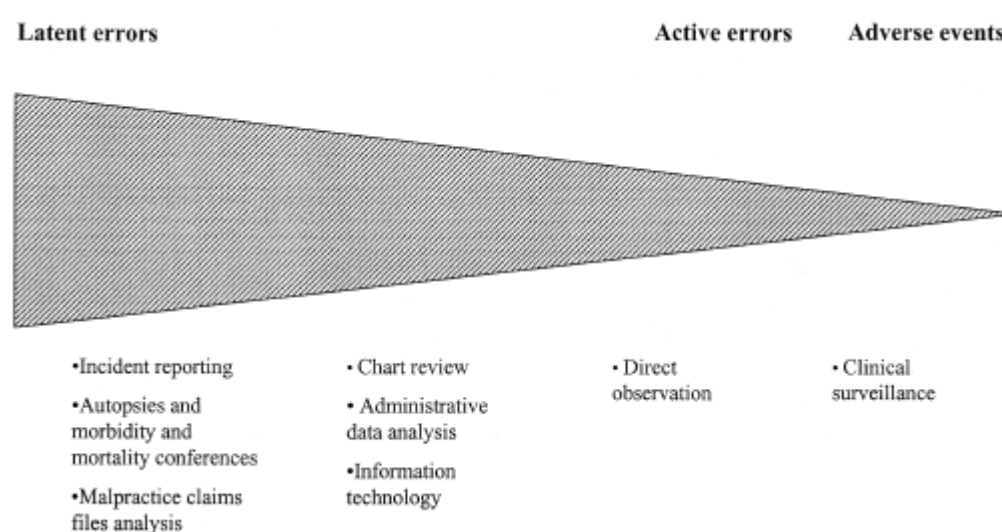 Latent errors
Active errors
Adverse events
•Incident reporting
•Autopsies and
morbidity and
mortality conferences
•Malpractice claims
files analysis
• Chart review
• Administrative
data analysis
•Information
technology
• Direct
observation
• Clinical
surveillance